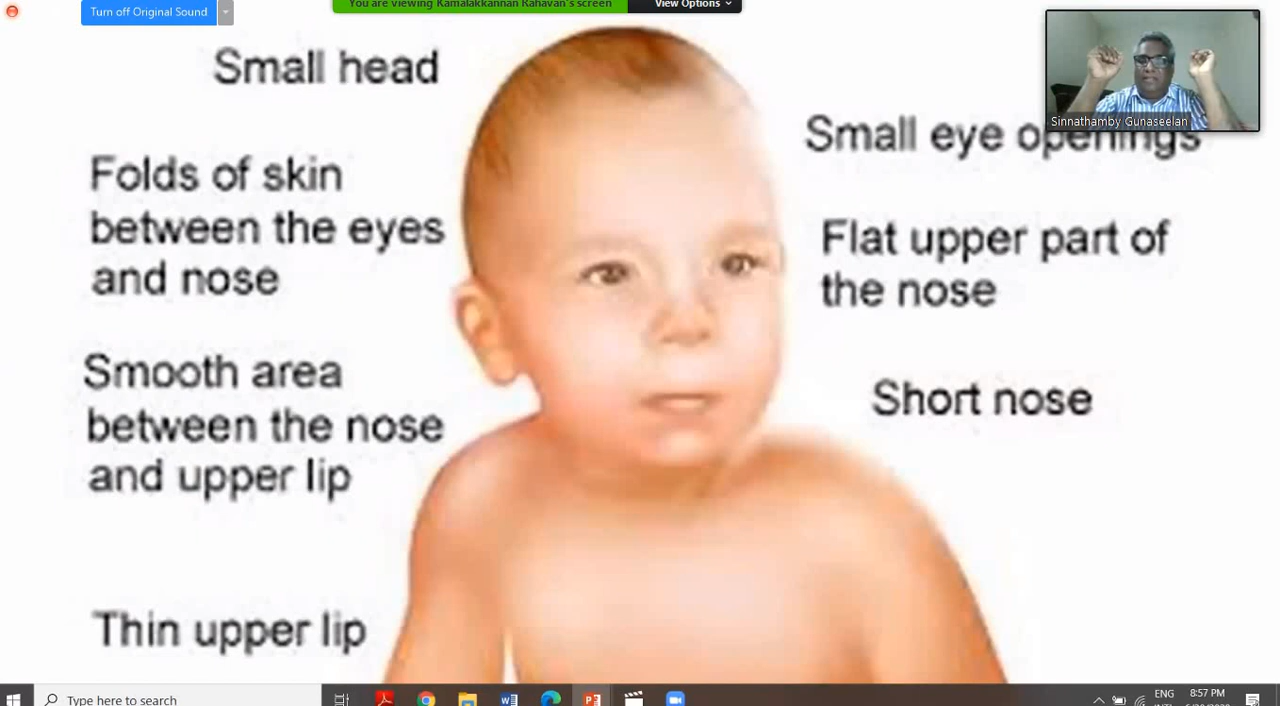 Turn off Original Sound
You are viewing Kamalakkannan Rahavan's screen
View Options
Sinnathamby Gunaseelan
Small head
Small eye openings
Folds of skin
between the eyes
and nose
Flat upper part of
the nose
Smooth area
between the nose
and upper lip
Short nose
Thin upper lip
Type here to search
ENG
8:57 PM